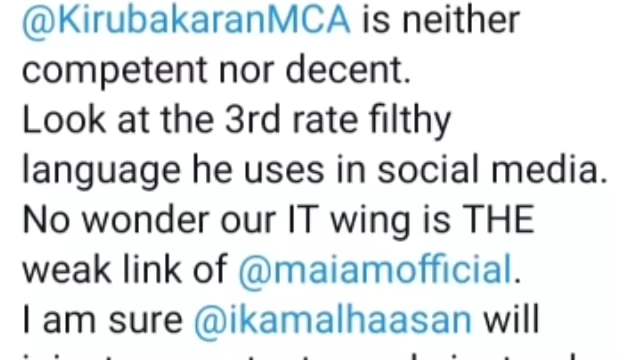 @KirubakaranMCA is neither
competent nor decent.
Look at the 3rd rate filthy
language he uses in social media.
No wonder our IT wing is THE
weak link of @maiamofficial.
I am sure @ikamalhaasan will